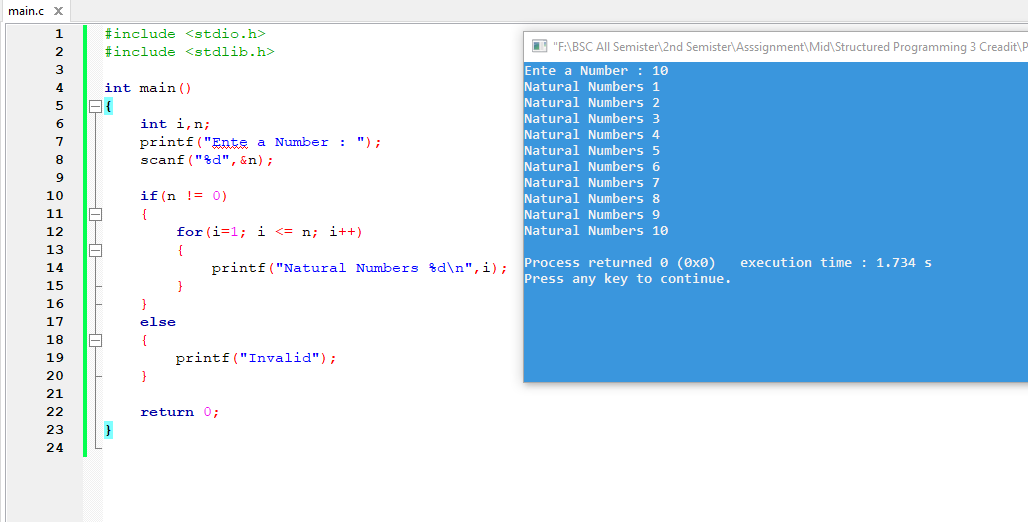 main.c X
1 #include <stdio.h>
2 #include <stdlib.h>
3
4 int main()
5 {
6 int i,n;
7 printf("Ente a Number : ");
8 scanf("%d",&n);
9
10 if(n != 0)
11 {
12 for(i=1; i <= n; i++)
13 {
14 printf("Natural Numbers %d\n",i);
15 }
16 }
17 else
18 {
19 printf("Invalid");
20 }
21
22 return 0;
23 }
24
"F:\BSC All Semister\2nd Semister\Asssignment\Mid\Structured Programming 3 Creadit\P
Ente a Number : 10
Natural Numbers 1
Natural Numbers 2
Natural Numbers 3
Natural Numbers 4
Natural Numbers 5
Natural Numbers 6
Natural Numbers 7
Natural Numbers 8
Natural Numbers 9
Natural Numbers 10
Process returned 0 (0x0) execution time : 1.734 s
Press any key to continue.